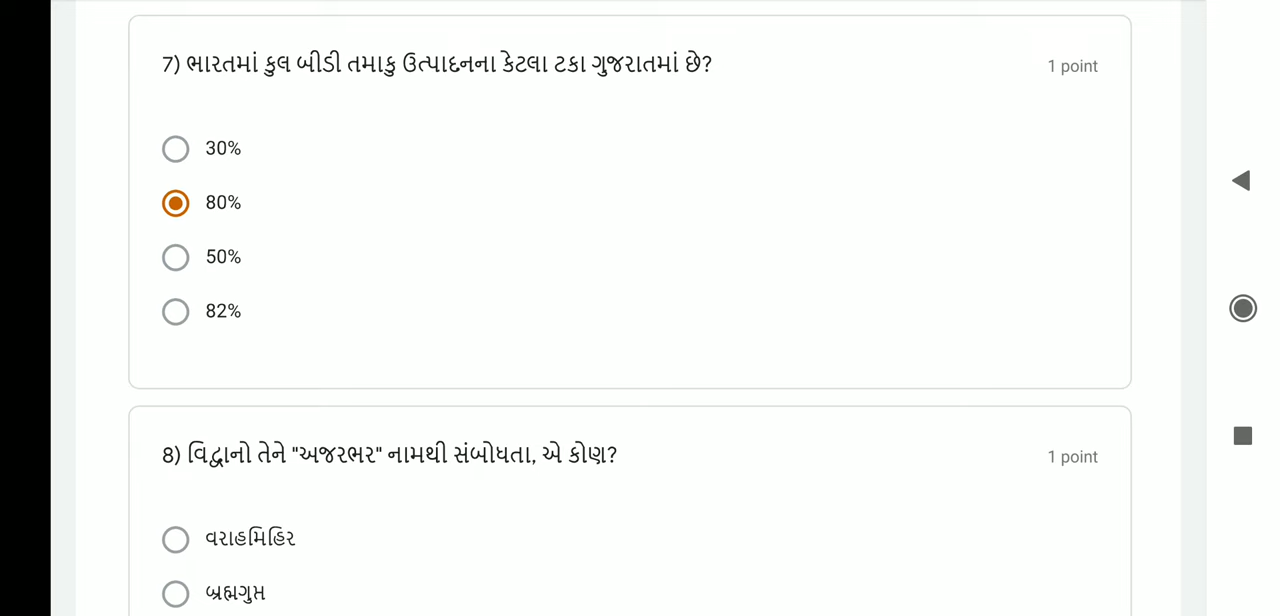 7) ભારતમાં કુલ બીડી તમાકુ ઉત્પાદનના કેટલા ટકા ગુજરાતમાં છે?
1 point
30%
80%
50%
82%
8) વિદ્વાનો તેને "અજરભર" નામથી સંબોધતા, એ કોણ?
1 point
વરાહમિહિર
બ્રહ્મગુપ્ત